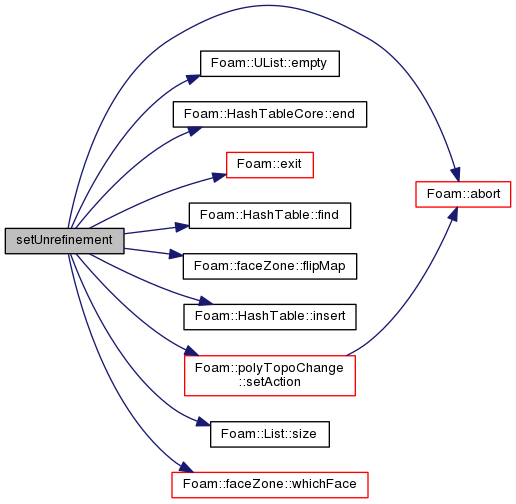 Foam::UList::empty
Foam::HashTableCore::end
Foam::exit
Foam::abort
Foam::HashTable::find
setUnrefinement
Foam::faceZone::flipMap
Foam::HashTable::insert
Foam::polyTopoChange
::setAction
Foam::List::size
Foam::faceZone::whichFace